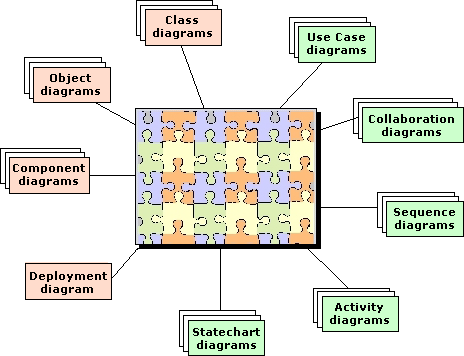 Class
diagrams
Use Case
diagrams
Object
diagrams
Collaboration
diagrams
Component
diagrams
Sequence
diagrams
Deployment
diagram
Activity
diagrams
Statechart
diagrams